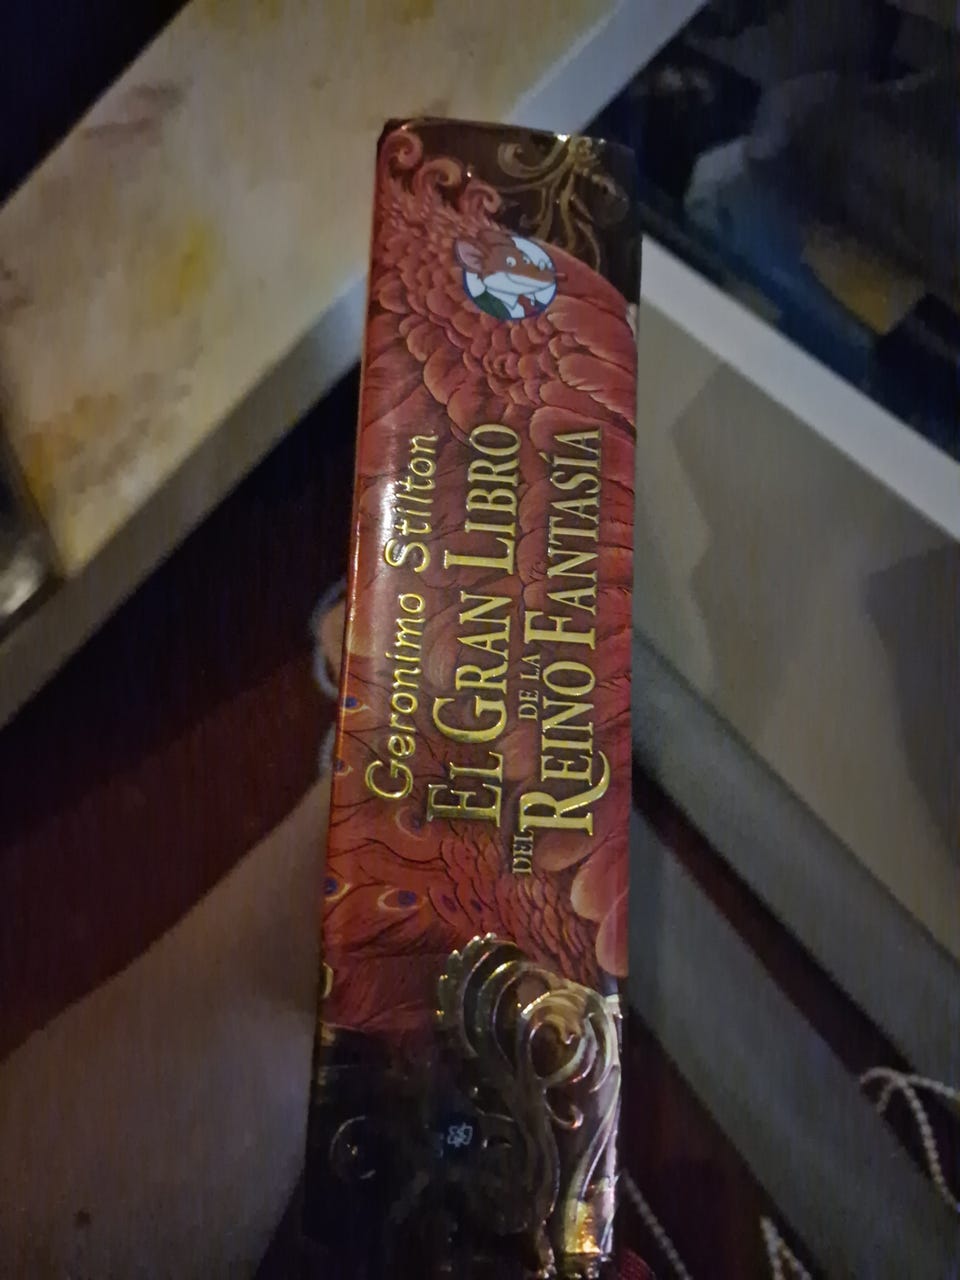 Geronimo Stilton
EL GRAN LIBRO
DEL REINO DE LA FANTASÍA